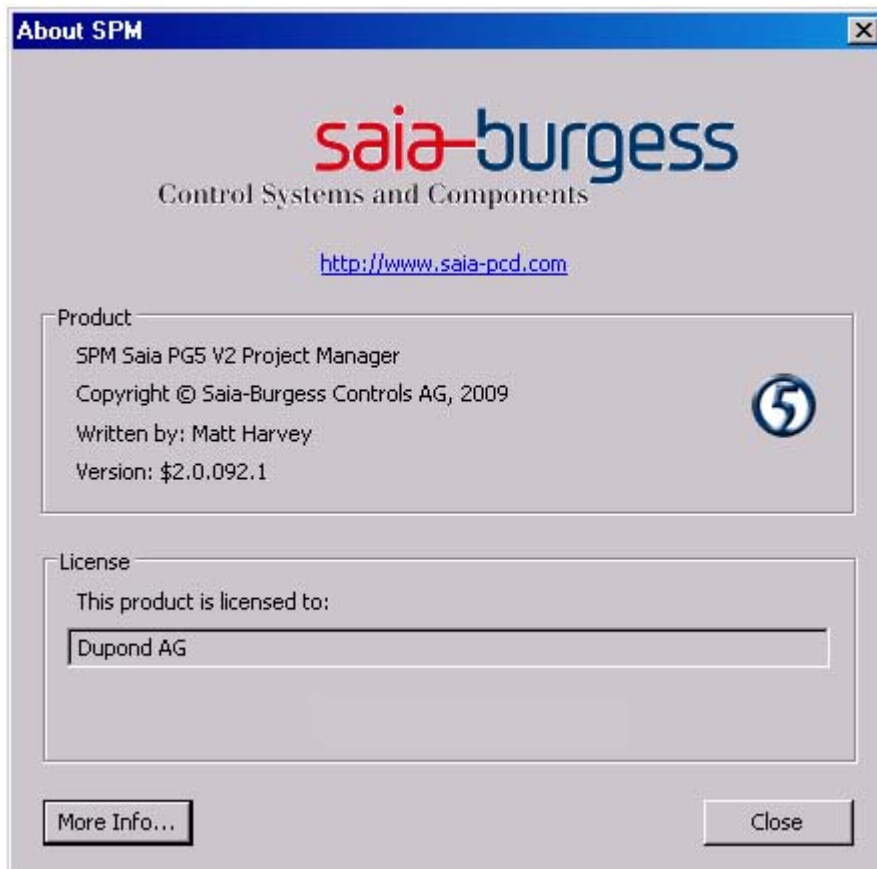 About SPM
saia-burgess
Control Systems and Components
http://www.saia-pcd.com
Product
SPM Saia PG5 V2 Project Manager
Copyright © Saia-Burgess Controls AG, 2009
Written by: Matt Harvey
Version: $2.0.092.1
5
License
This product is licensed to:
Dupond AG
More Info...
Close